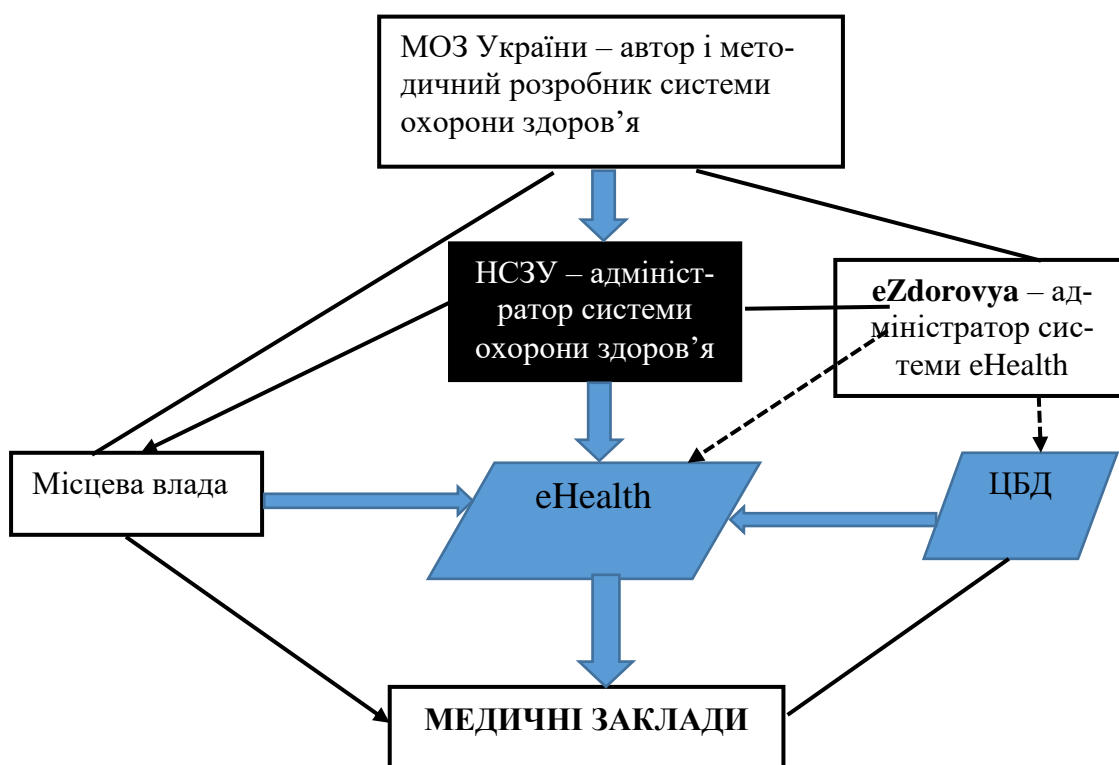 МОЗ України – автор і мето-
дичний розробник системи
охорони здоров’я
НСЗУ – адмініст-
ратор системи
охорони здоров’я
eZdorovya – ад-
міністратор сис-
теми eHealth
Місцева влада
eHealth
ЦБД
МЕДИЧНІ ЗАКЛАДИ